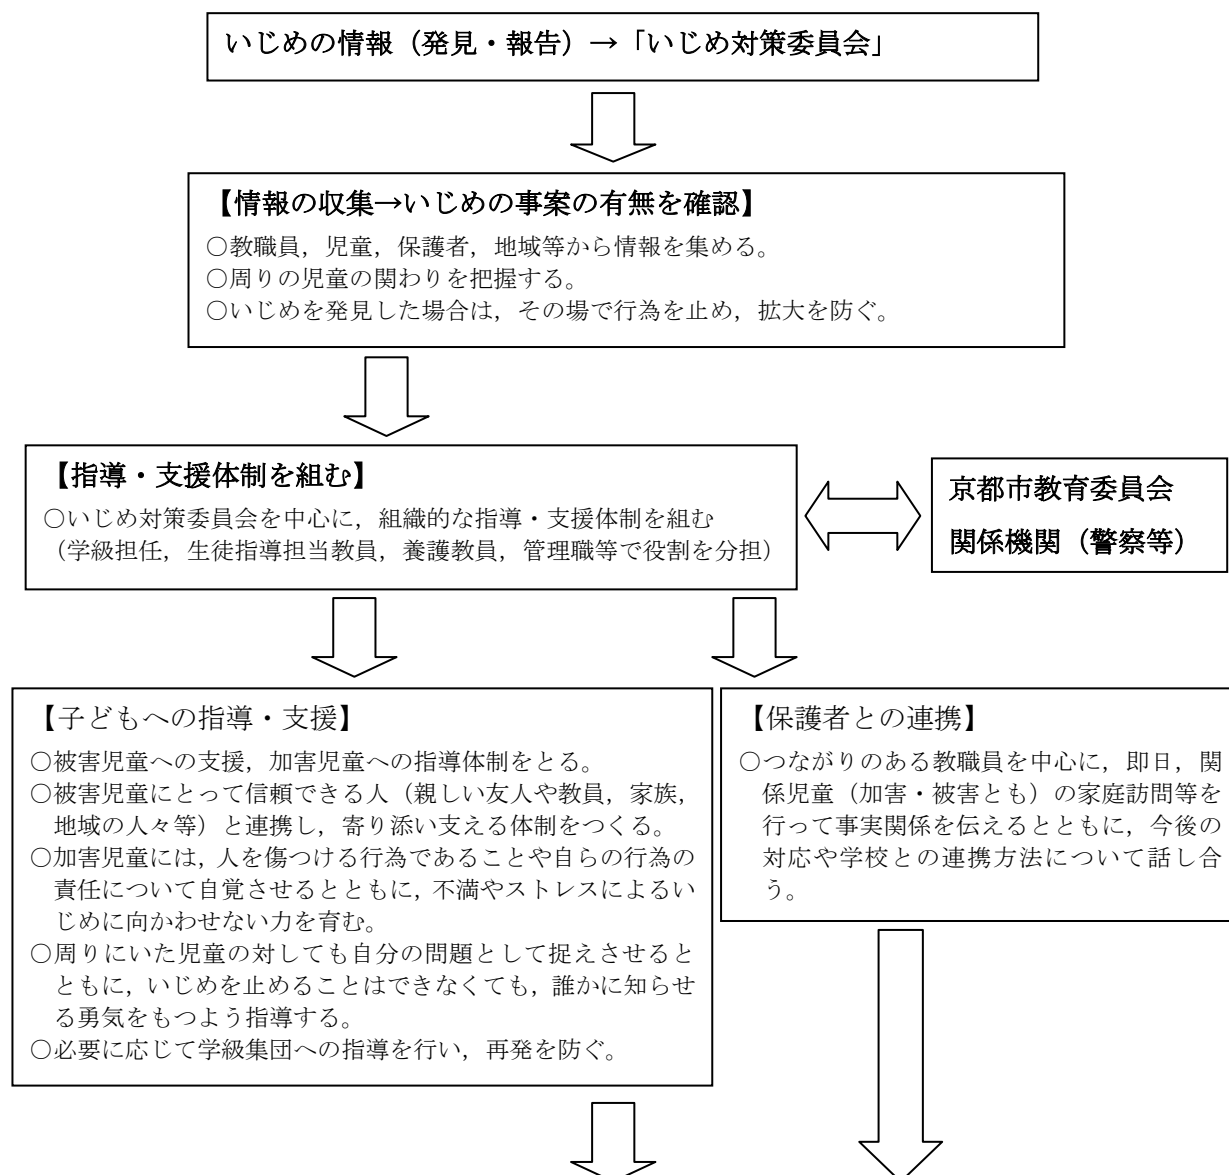 いじめの情報（発見・報告）→「いじめ対策委員会」
【情報の収集→いじめの事案の有無を確認】
○教職員，児童，保護者，地域等から情報を集める。
○周りの児童の関わりを把握する。
○いじめを発見した場合は，その場で行為を止め，拡大を防ぐ。
【指導・支援体制を組む】
○いじめ対策委員会を中心に，組織的な指導・支援体制を組む
（学級担任，生徒指導担当教員，養護教員，管理職等で役割を分担）
京都市教育委員会
関係機関（警察等）
【子どもへの指導・支援】
○被害児童への支援，加害児童への指導体制をとる。
○被害児童にとって信頼できる人（親しい友人や教員，家族，
地域の人々等）と連携し，寄り添い支える体制をつくる。
○加害児童には，人を傷つける行為であることや自らの行為の
責任について自覚させるとともに，不満やストレスによるい
じめに向かわせない力を育む。
○周りにいた児童の対しても自分の問題として捉えさせると
ともに，いじめを止めることはできなくても，誰かに知らせ
る勇気をもつよう指導する。
○必要に応じて学級集団への指導を行い，再発を防ぐ。
【保護者との連携】
○つながりのある教職員を中心に，即日，関
係児童（加害・被害とも）の家庭訪問等を
行って事実関係を伝えるとともに，今後の
対応や学校との連携方法について話し合
う。